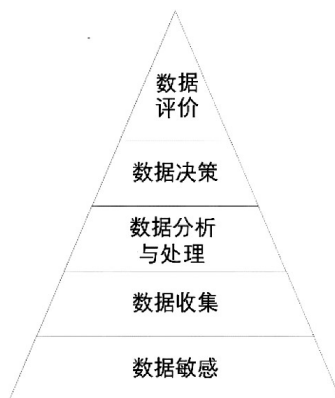 数据
评价
数据决策
数据分析
与处理
数据收集
数据敏感